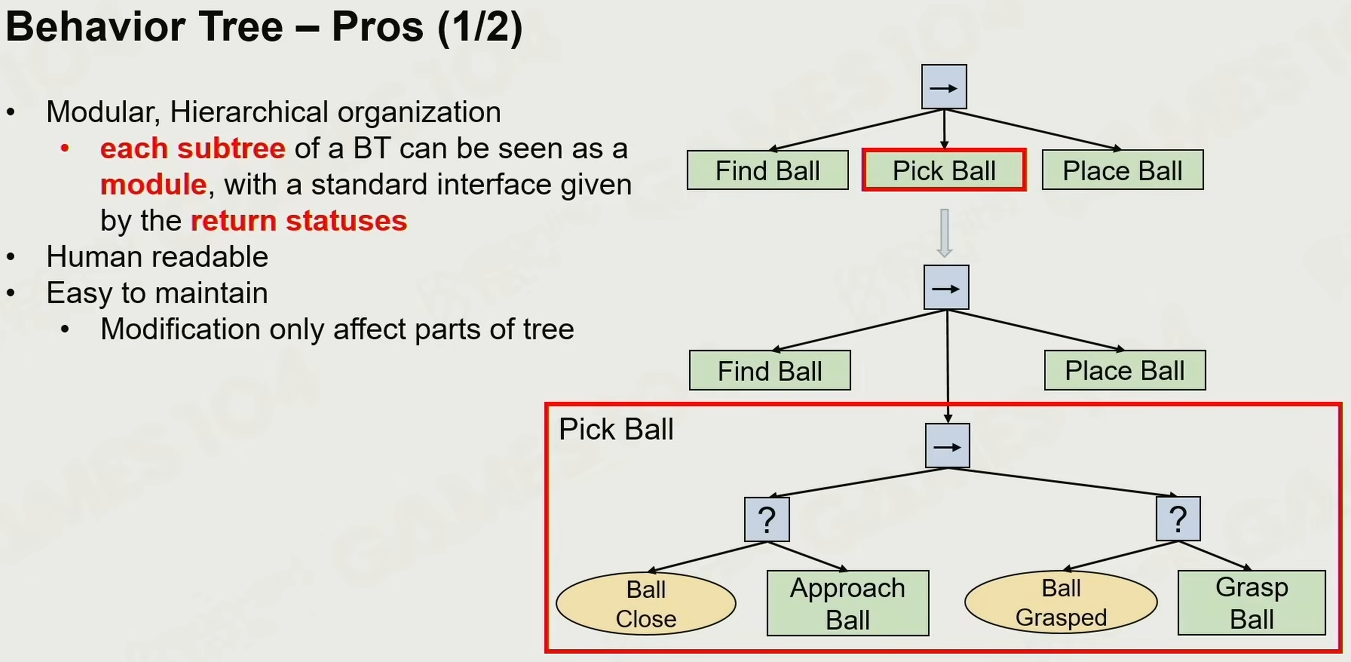 Behavior Tree – Pros (1/2)
• Modular, Hierarchical organization
• each subtree of a BT can be seen as a
module, with a standard interface given
by the return statuses
• Human readable
• Easy to maintain
• Modification only affect parts of tree
→
Find Ball
Pick Ball
Place Ball
→
Find Ball
Place Ball
Pick Ball
→
?
?
Ball
Close
Approach
Ball
Ball
Grasped
Grasp
Ball
GAMES104